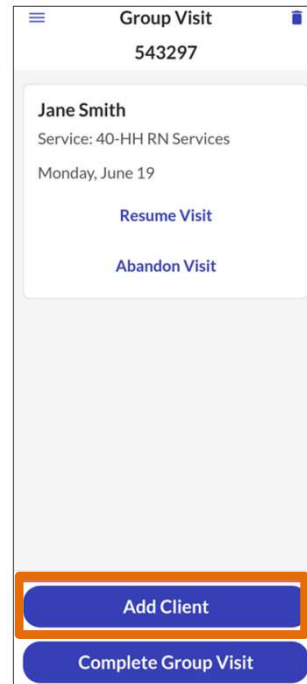 Group Visit
543297
Jane Smith
Service: 40-HH RN Services
Monday, June 19
Resume Visit
Abandon Visit
Add Client
Complete Group Visit